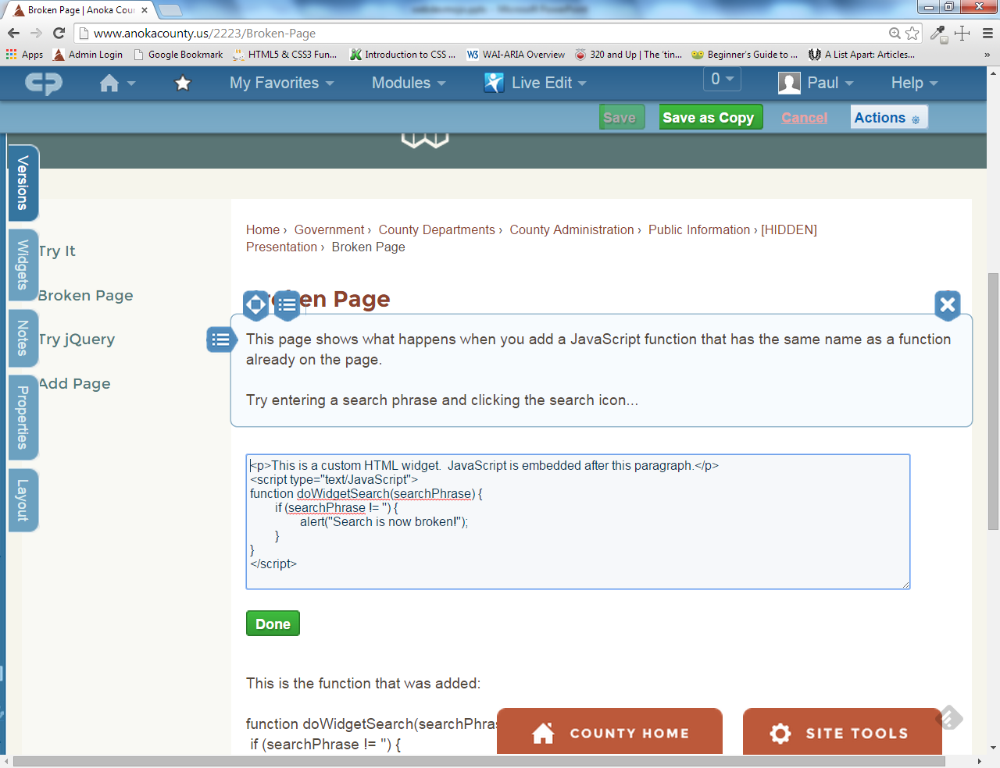 Broken Page | Anoka Cou
www.anokacounty.us/2223/Broken-Page
Apps Admin Login Google Bookmark HTML5 & CSS3 Fun... Introduction to CSS ... W3 WAI-ARIA Overview 320 and Up | The 'tin... Beginner's Guide to ... A List Apart: Articles... »
CP My Favorites Modules Live Edit 0 Paul Help
Save Save as Copy Cancel Actions
Versions
Widgets
Notes
Properties
Layout
Try It
Broken Page
Try jQuery
Add Page
Home › Government › County Departments › County Administration › Public Information › [HIDDEN]
Presentation › Broken Page
Broken Page
This page shows what happens when you add a JavaScript function that has the same name as a function
already on the page.
Try entering a search phrase and clicking the search icon...
<p>This is a custom HTML widget.  JavaScript is embedded after this paragraph.</p>
<script type="text/JavaScript">
function doWidgetSearch(searchPhrase) {
if (searchPhrase != '') {
alert("Search is now broken!");
}
}
</script>
Done
This is the function that was added:
function doWidgetSearch(searchPhras
if (searchPhrase != '') {
COUNTY HOME
SITE TOOLS